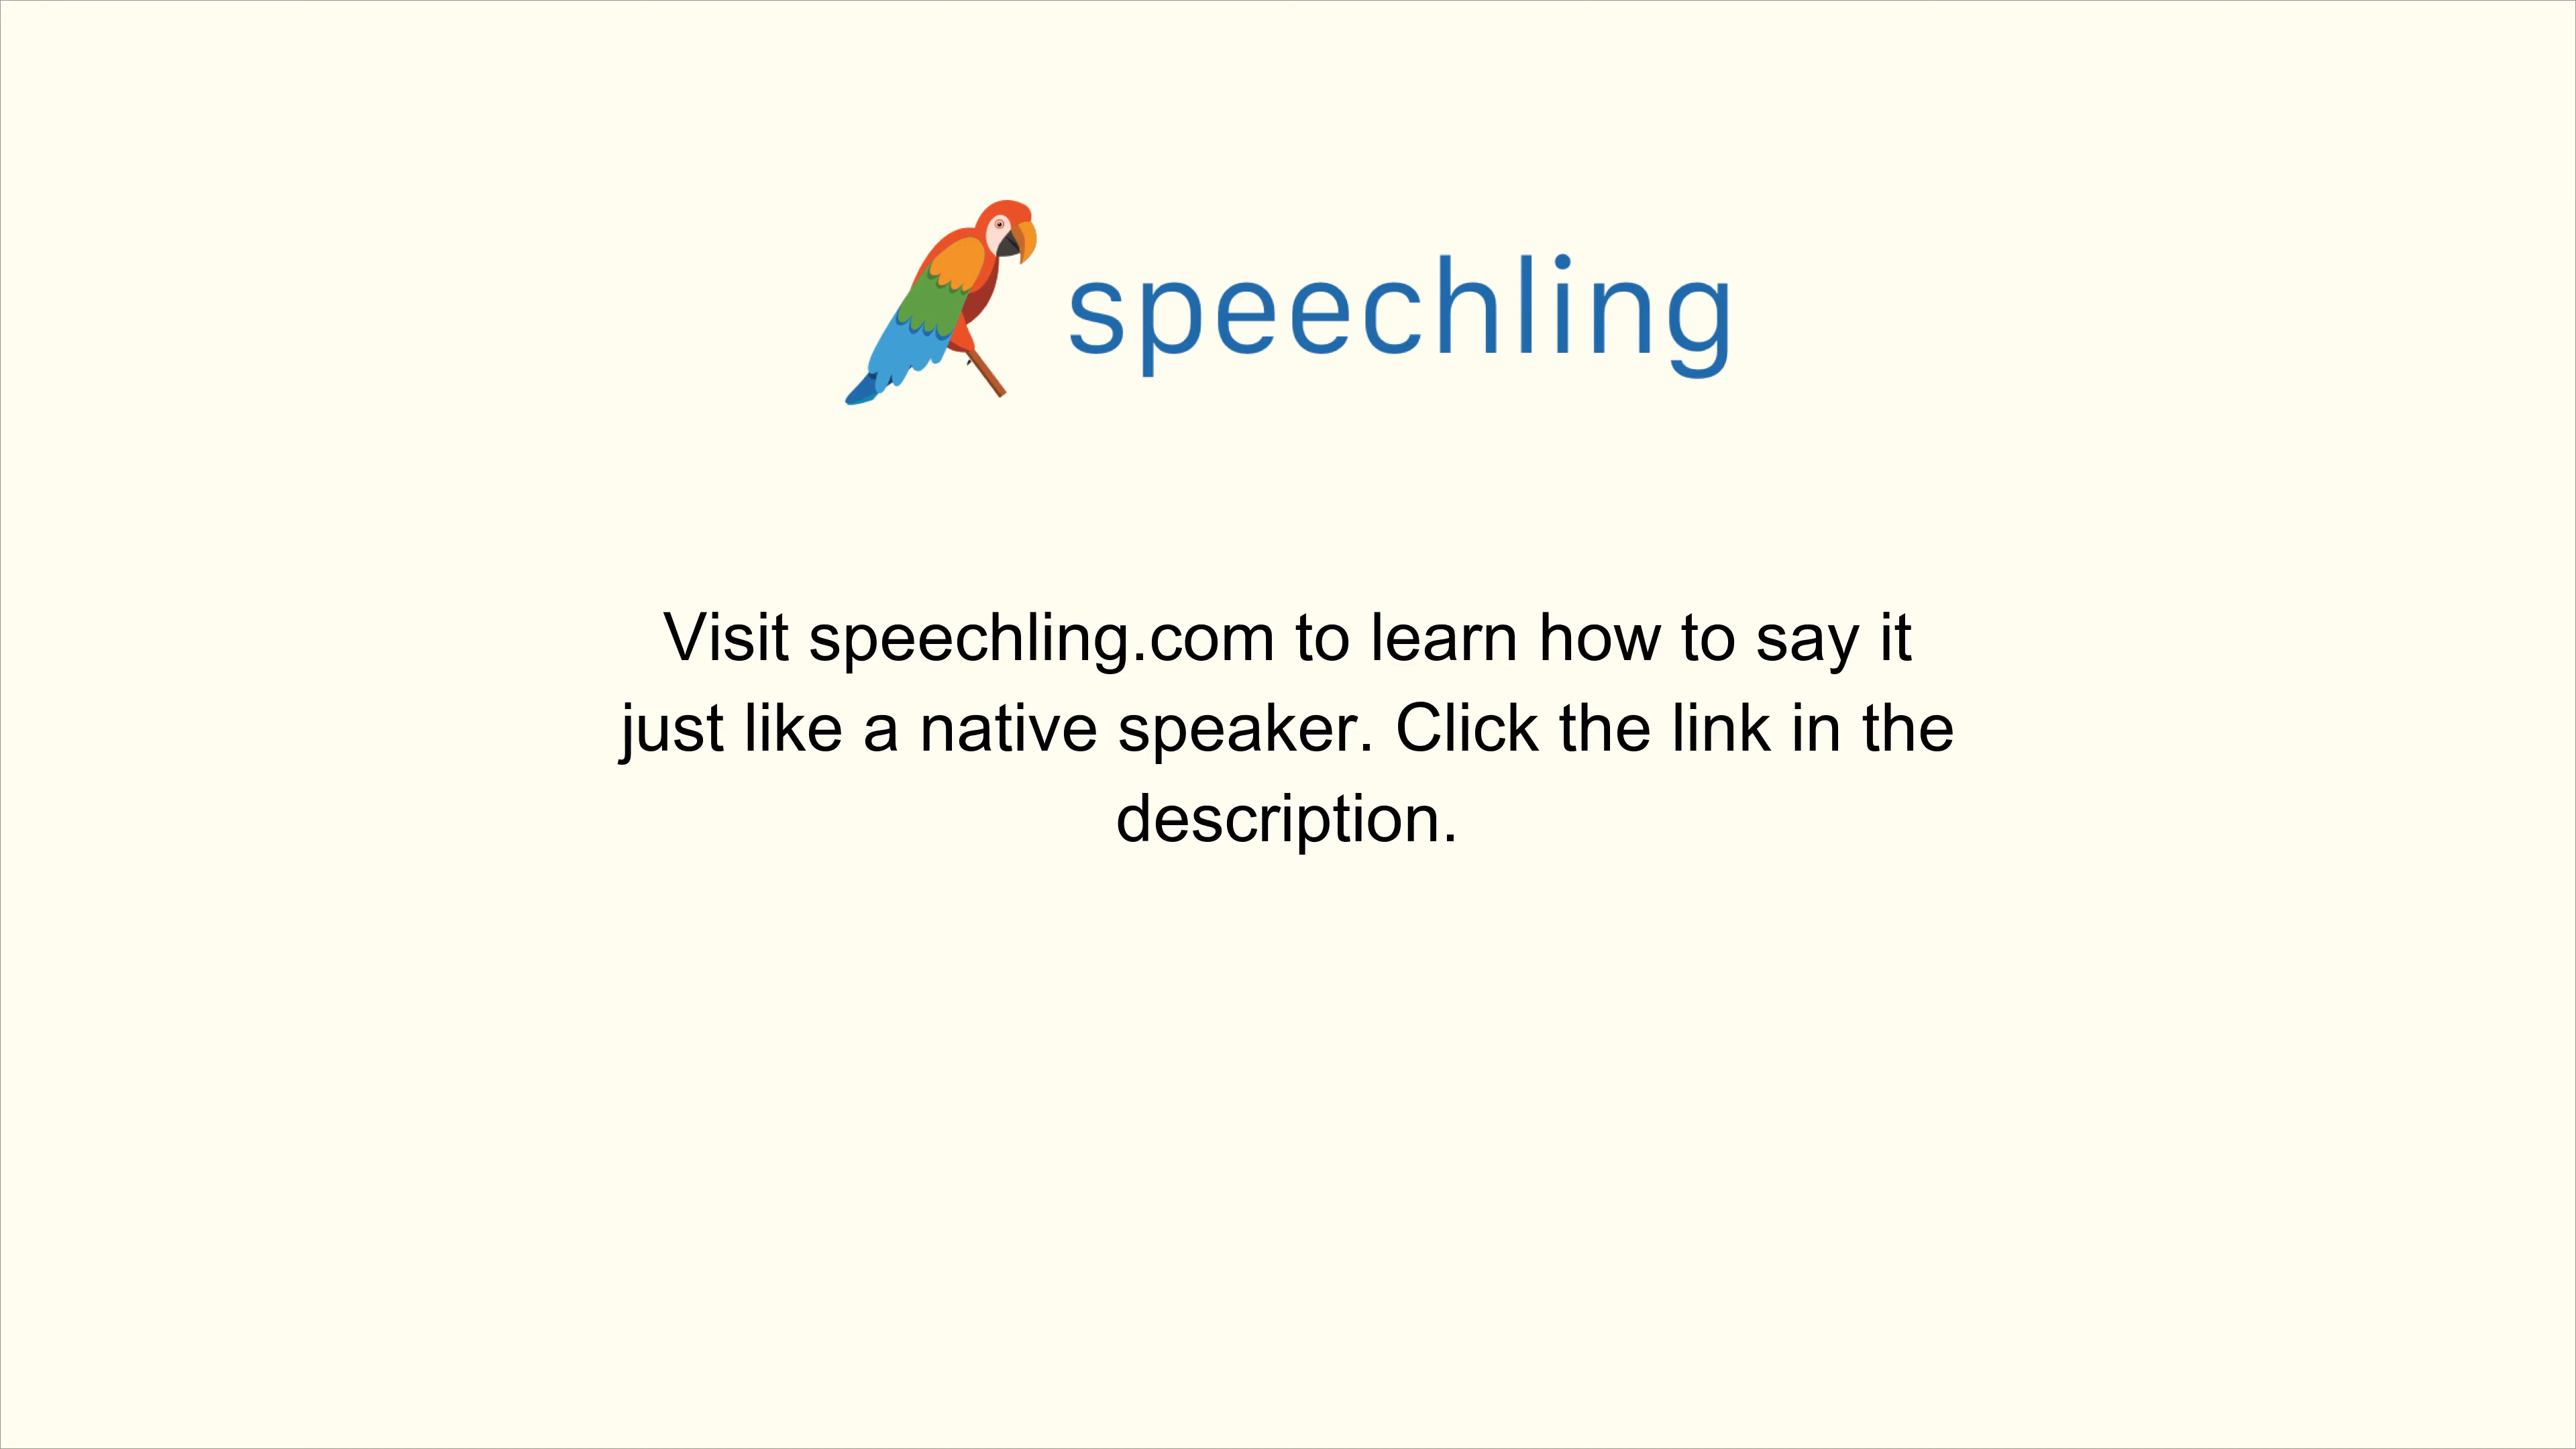 speechling
Visit speechling.com to learn how to say it
just like a native speaker. Click the link in the
description.